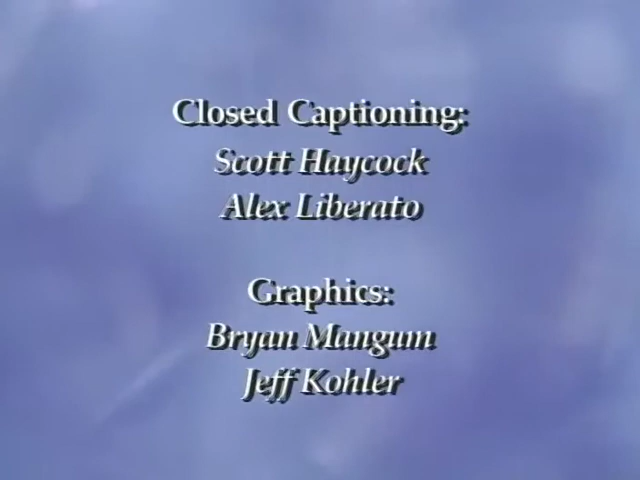 Closed Captioning:
Scott Haycock
Alex Liberato
Graphics:
Bryan Mangum
Jeff Kohler